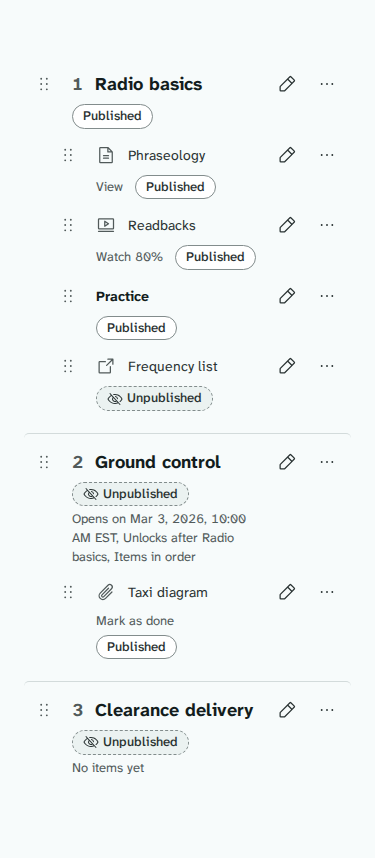 1 Radio basics
Published
Phraseology
View Published
Readbacks
Watch 80% Published
Practice
Published
Frequency list
Unpublished
2 Ground control
Unpublished
Opens on Mar 3, 2026, 10:00
AM EST, Unlocks after Radio
basics, Items in order
Taxi diagram
Mark as done
Published
3 Clearance delivery
Unpublished
No items yet